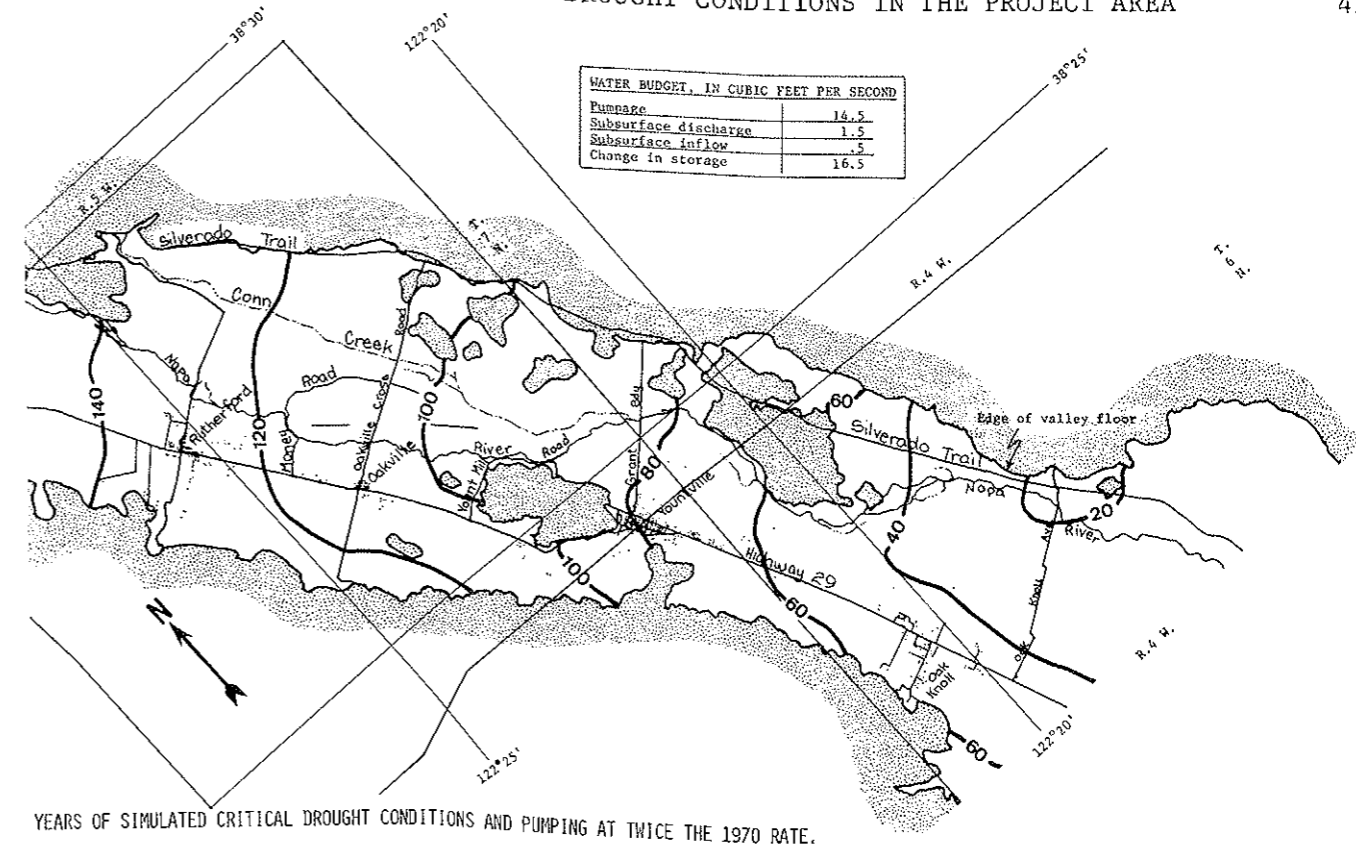 DROUGHT CONDITIONS IN THE PROJECT AREA
38°30'
122°20'
38°25'
WATER BUDGET, IN CUBIC FEET PER SECOND
Pumpage 14.5
Subsurface discharge 1.5
Subsurface inflow .5
Change in storage 16.5
R.5 W.
T. 7 N.
R.4 W.
T. 6 N.
Silverado Trail
Conn Creek
Napa
Rutherford
140
120
Road
Money
Road
Oakville Cross
Oakville
100
River
Road
Yount Mill
Grant Bdy
80
Yountville
60
Edge of valley floor
Silverado Trail
Napa
River
20
40
Highway 29
100
60
Oak Knoll
Oak Knoll Av
R.4 W.
N
60
122°25'
122°20'
YEARS OF SIMULATED CRITICAL DROUGHT CONDITIONS AND PUMPING AT TWICE THE 1970 RATE.